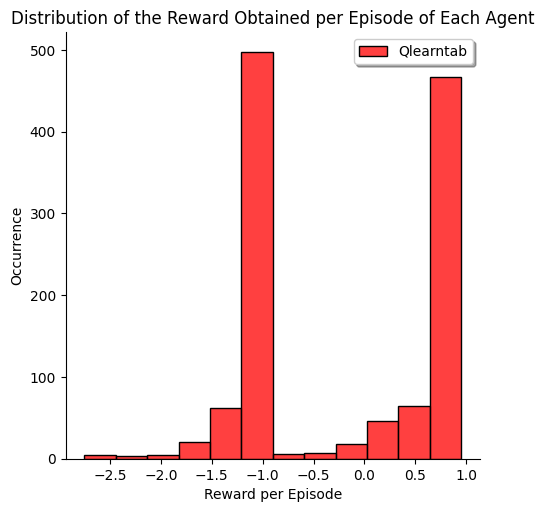 Distribution of the Reward Obtained per Episode of Each Agent
Qlearntab
Occurrence
500
400
300
200
100
0
−2.5 −2.0 −1.5 −1.0 −0.5 0.0 0.5 1.0
Reward per Episode